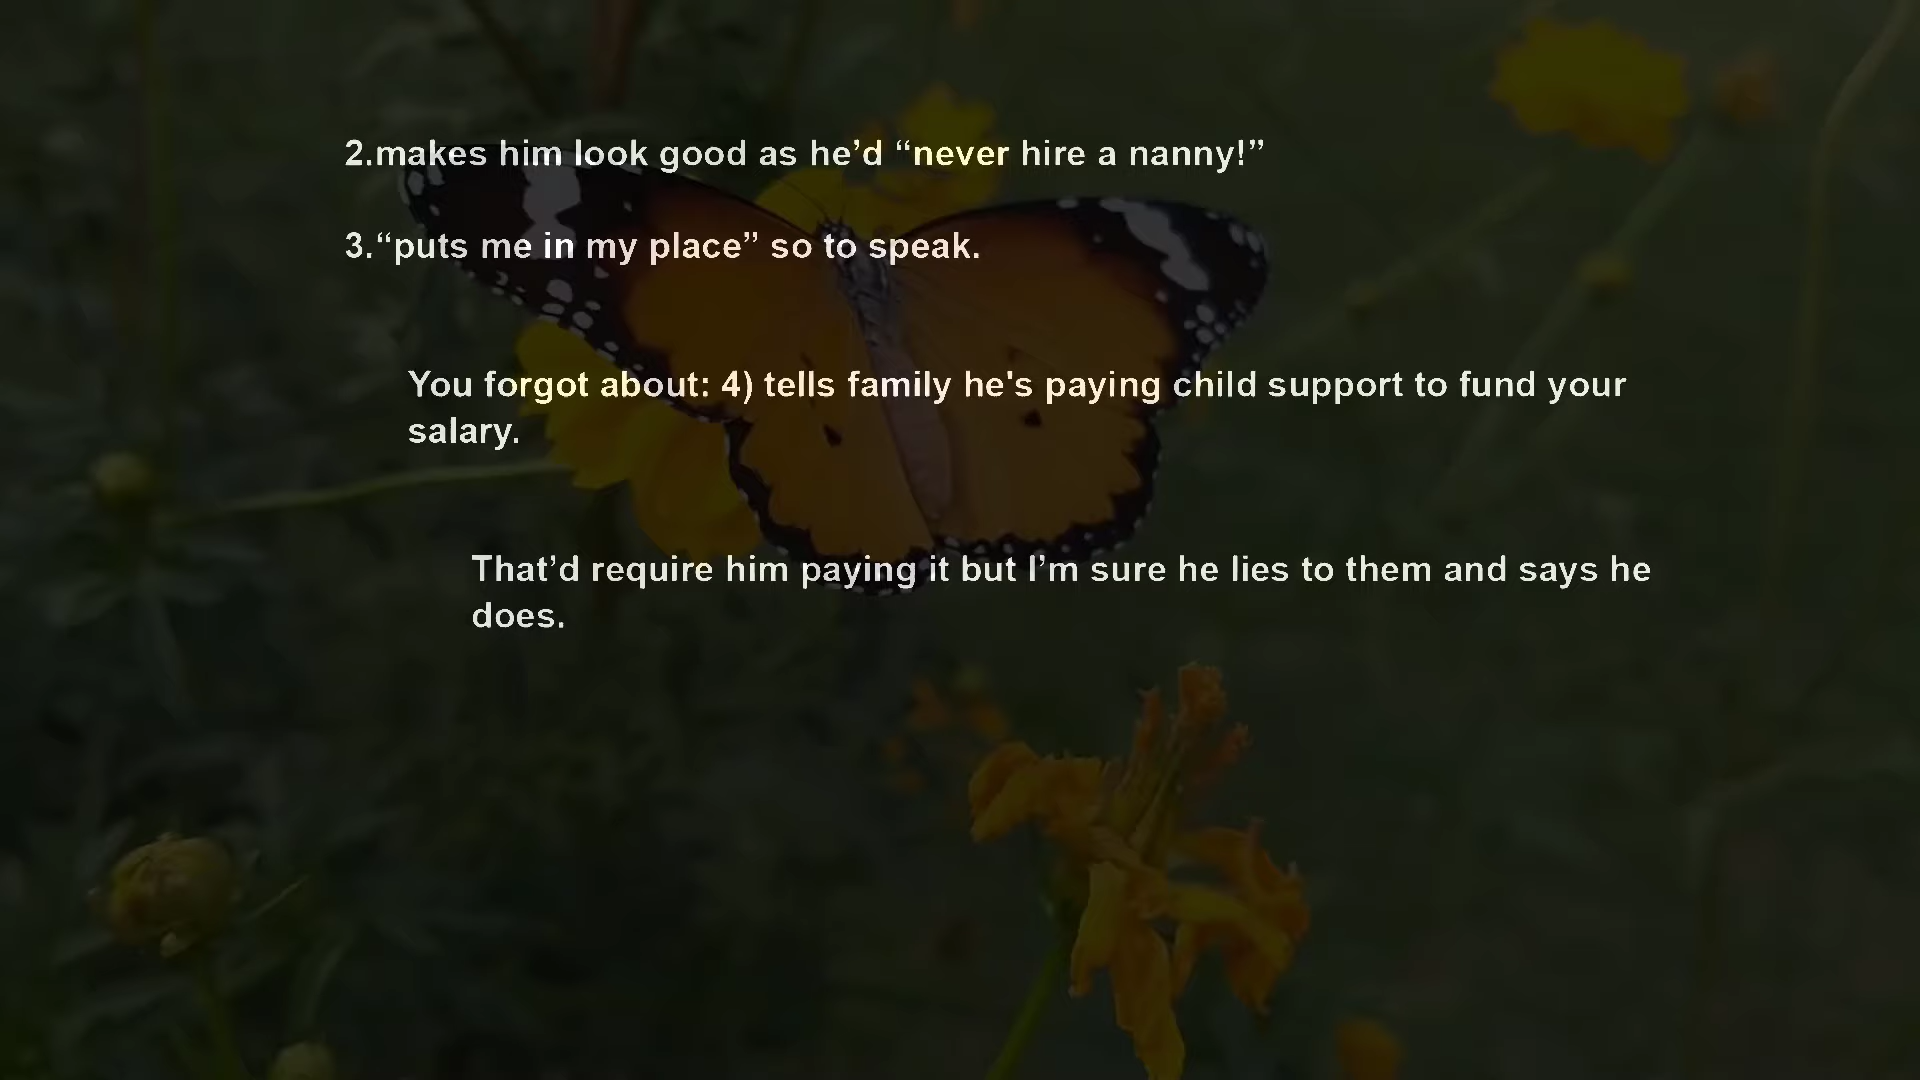 2.makes him look good as he’d “never hire a nanny!”
3.“puts me in my place” so to speak.
You forgot about: 4) tells family he's paying child support to fund your
salary.
That’d require him paying it but I’m sure he lies to them and says he
does.